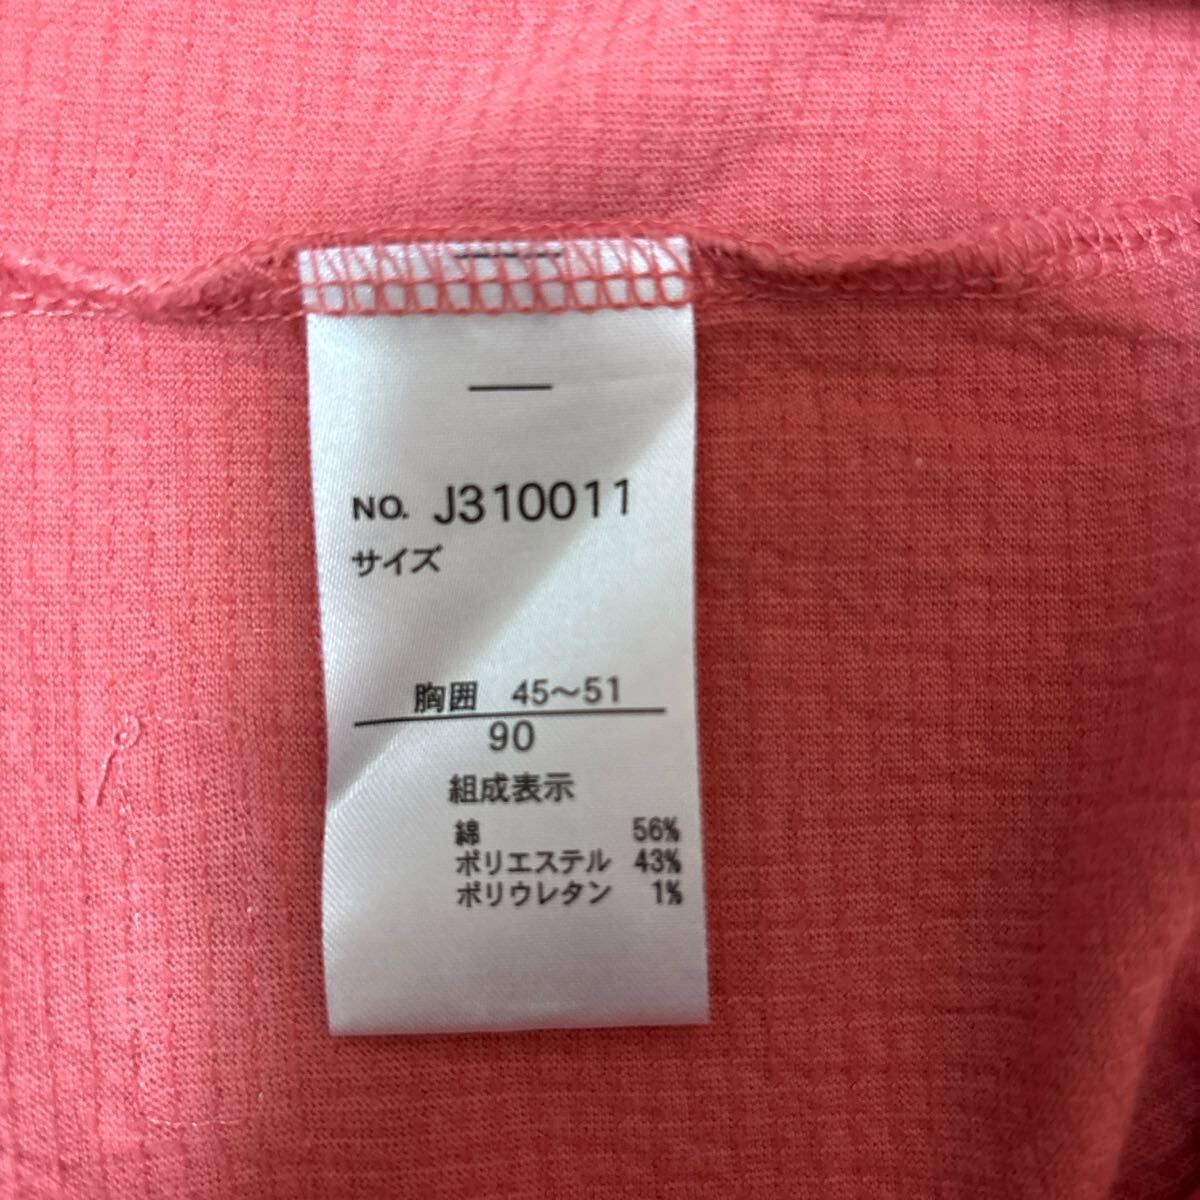 NO. J310011
サイズ
胸囲 45〜51
90
組成表示
綿 56%
ポリエステル 43%
ポリウレタン 1%